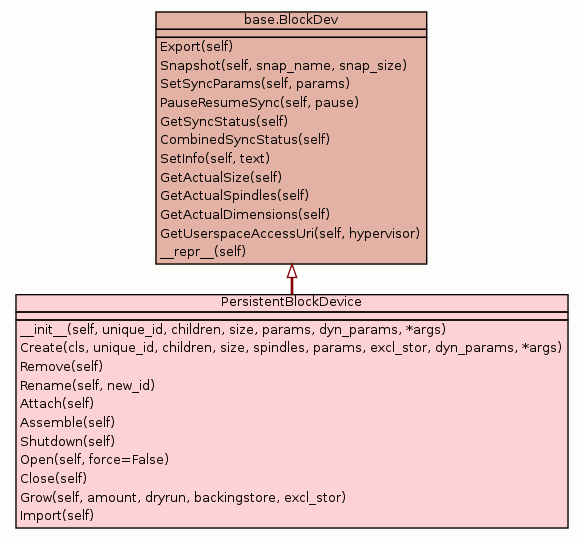 base.BlockDev
Export(self)
Snapshot(self, snap_name, snap_size)
SetSyncParams(self, params)
PauseResumeSync(self, pause)
GetSyncStatus(self)
CombinedSyncStatus(self)
SetInfo(self, text)
GetActualSize(self)
GetActualSpindles(self)
GetActualDimensions(self)
GetUserspaceAccessUri(self, hypervisor)
__repr__(self)
PersistentBlockDevice
__init__(self, unique_id, children, size, params, dyn_params, *args)
Create(cls, unique_id, children, size, spindles, params, excl_stor, dyn_params, *args)
Remove(self)
Rename(self, new_id)
Attach(self)
Assemble(self)
Shutdown(self)
Open(self, force=False)
Close(self)
Grow(self, amount, dryrun, backingstore, excl_stor)
Import(self)